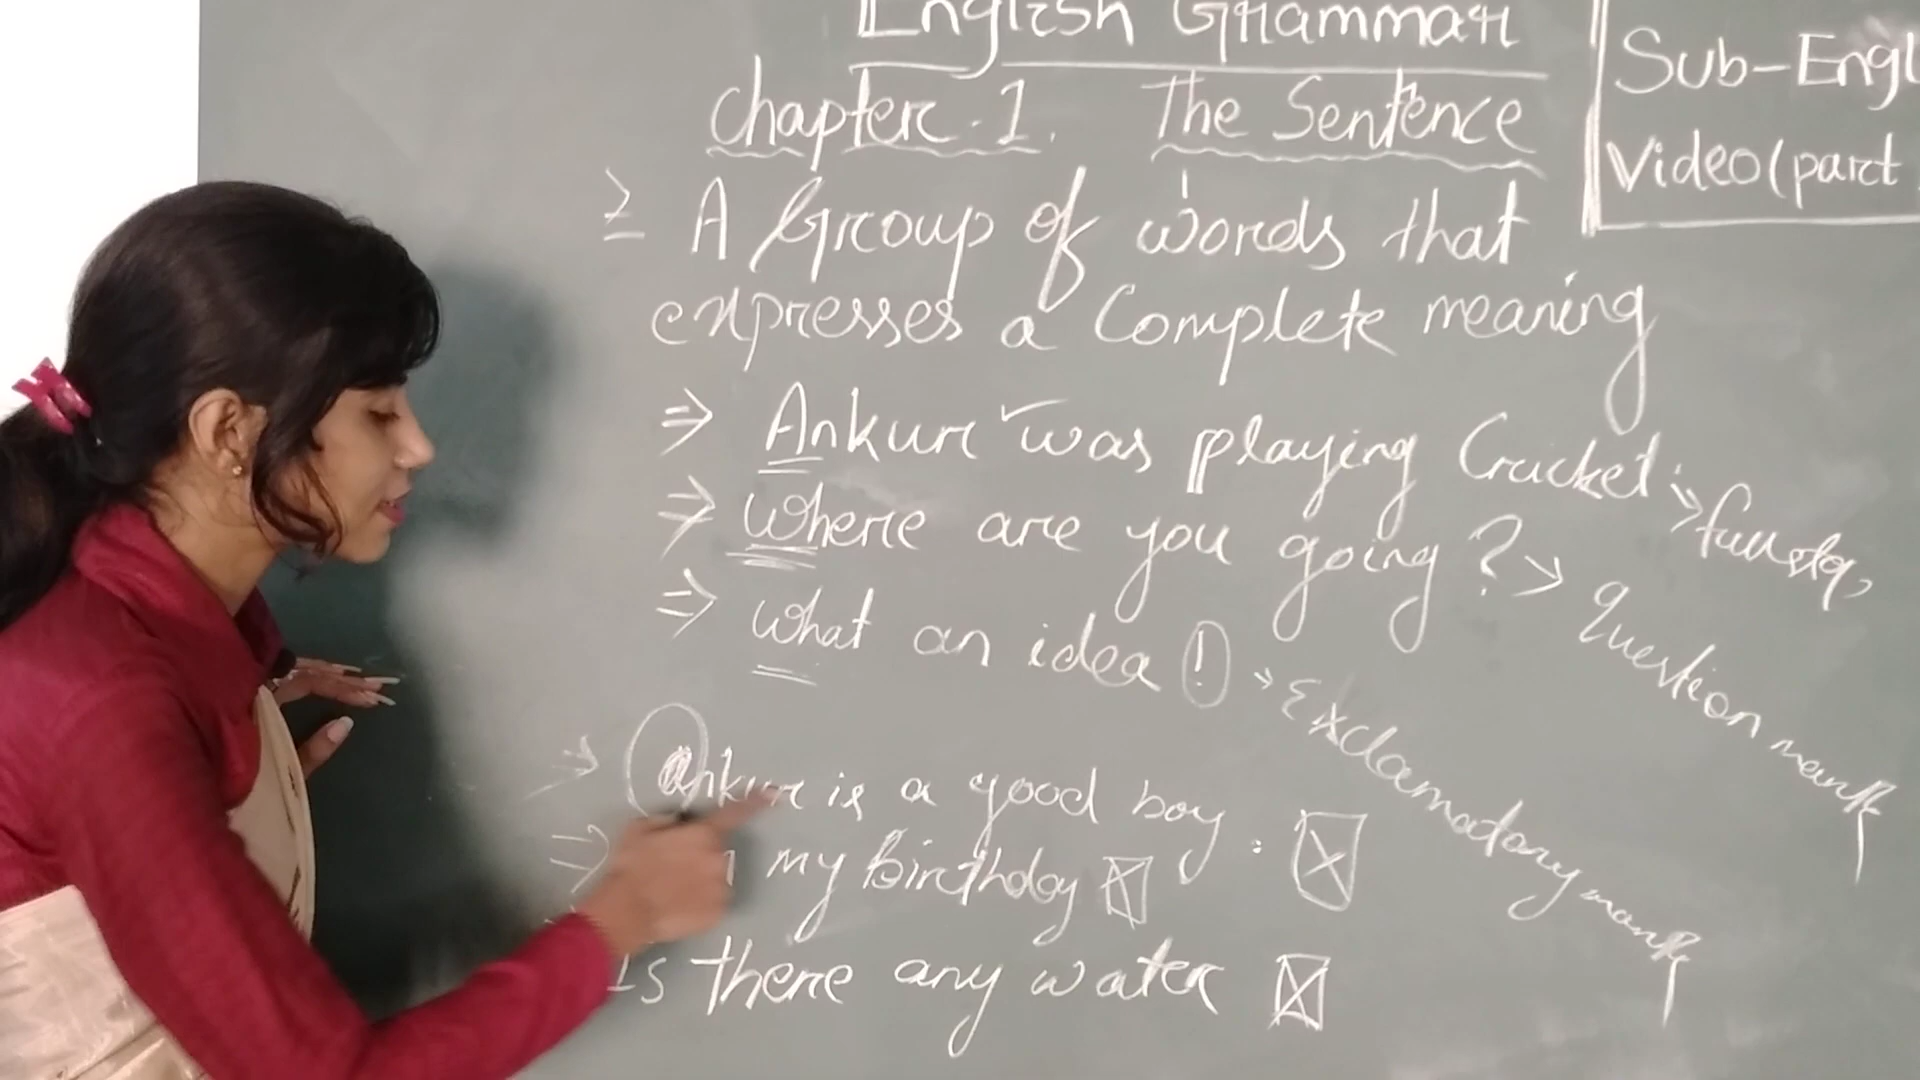 English Grammar
Chapter-1. The Sentence
Sub-Engl
Video(part
A Group of words that
expresses a Complete meaning
⇒ Ankur was playing Cricket. → fullstop
⇒ Where are you going? → Question mark
⇒ What an idea! → Exclamatory mark
→ ankur is a good boy.
⇒ my Birthday
Is there any water